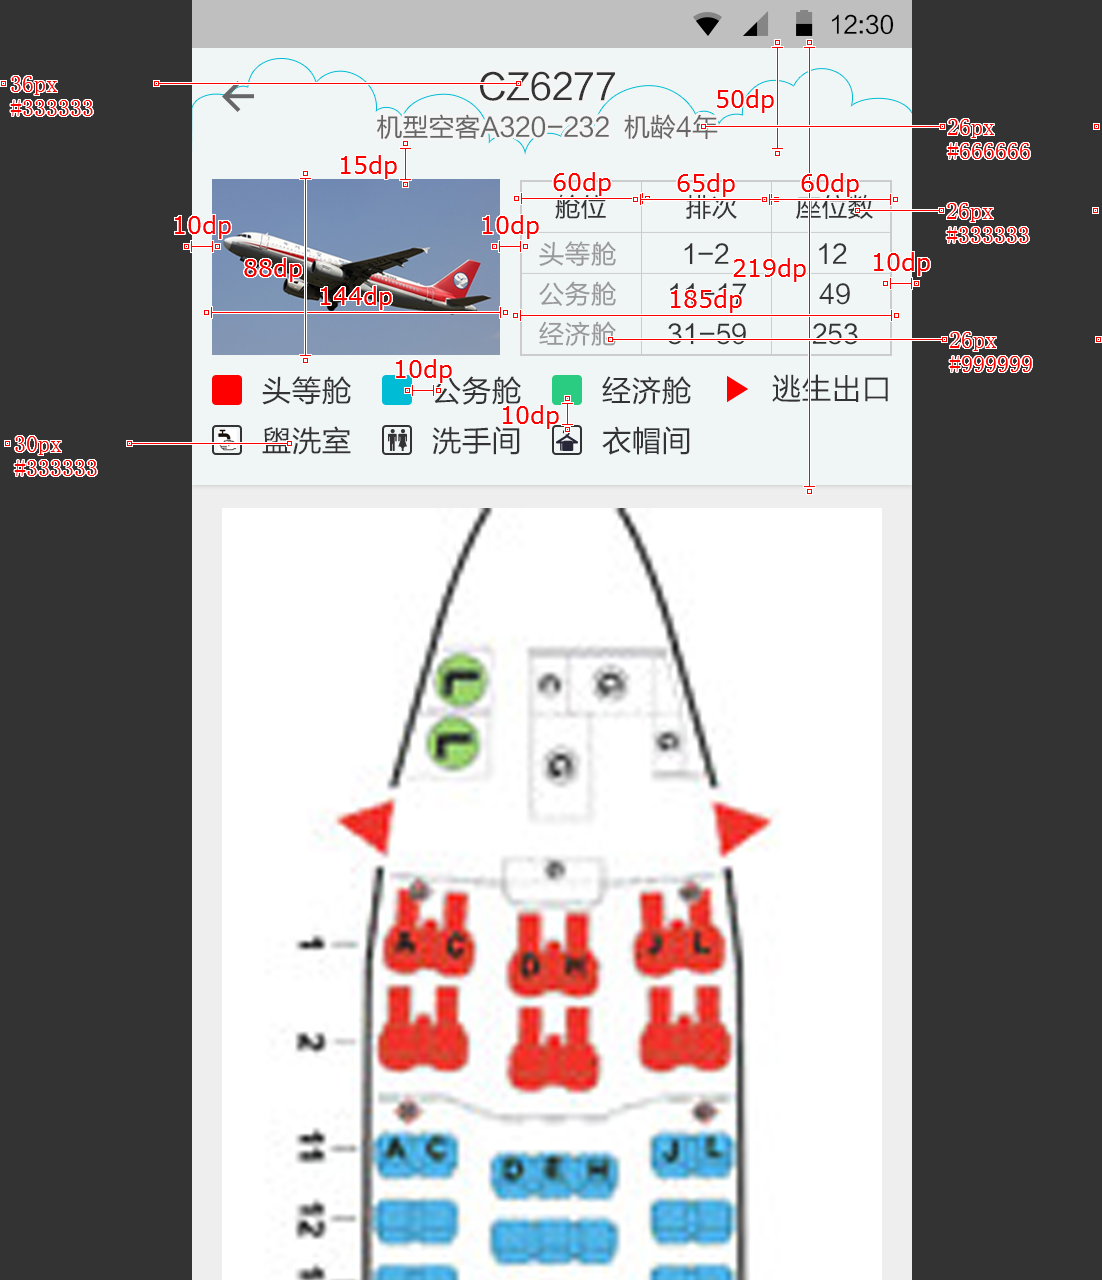 12:30
36px
#333333
CZ6277
50dp
机型空客A320-232 机龄4年
26px
#666666
15dp
60dp 65dp 60dp
舱位 排次 座位数
26px
#333333
10dp 10dp
头等舱 1-2 12
88dp 219dp 10dp
公务舱 11-17 49
144dp 185dp
经济舱 31-59 253
26px
#999999
10dp
头等舱 公务舱 经济舱 逃生出口
10dp
盥洗室 洗手间 衣帽间
30px
#333333
L
L
G G
G G
G
A C D H J L
1
2
A C D E H J L
11
12